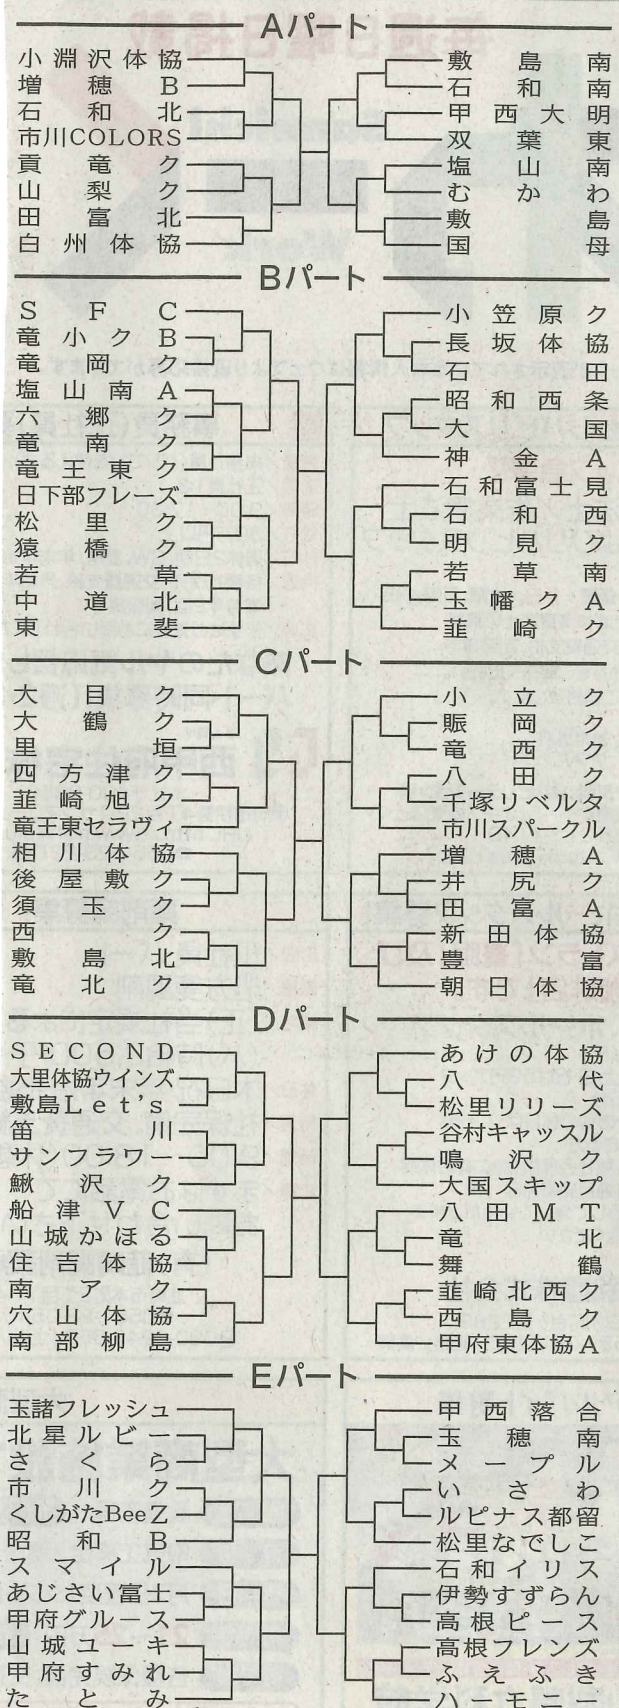 Aパート
小淵沢体協
増穂B
石和北
市川COLORS
貢竜ク
山梨ク
田富北
白州体協
敷島南
石和南
甲西大明
双葉東
塩山南
むかわ
敷島
国母
Bパート
SFC
竜小クB
竜岡ク
塩山南A
六郷ク
竜南ク
竜王東ク
日下部フレーズ
松里ク
猿橋ク
若草
中道北
東斐
小笠原ク
長坂体協
石田
昭和西条
大国
神金A
石和富士見
石和西
明見ク
若草南
玉幡クA
韮崎ク
Cパート
大目ク
大鶴ク
里垣
四方津ク
韮崎旭ク
竜王東セラヴィ
相川体協
後屋敷ク
須玉ク
西ク
敷島北
竜北ク
小立ク
賑岡ク
竜西ク
八田ク
千塚リベルタ
市川スパークル
増穂A
井尻ク
田富A
新田体協
豊富
朝日体協
Dパート
SECOND
大里体協ウインズ
敷島Let's
笛川
サンフラワー
鰍沢ク
船津VC
山城かほる
住吉体協
南アク
穴山体協
南部柳島
あけの体協
八代
松里リリーズ
谷村キャッスル
鳴沢ク
大国スキップ
八田MT
竜北
舞鶴
韮崎北西ク
西島ク
甲府東体協A
Eパート
玉諸フレッシュ
北星ルビー
さくら
市川ク
くしがたBeeZ
昭和B
スマイル
あじさい富士
甲府グルース
山城ユーキ
甲府すみれ
たとみ
甲西落合
玉穂南
メープル
いさわ
ルピナス都留
松里なでしこ
石和イリス
伊勢すずらん
高根ピース
高根フレンズ
ふえふき
ハーモニー